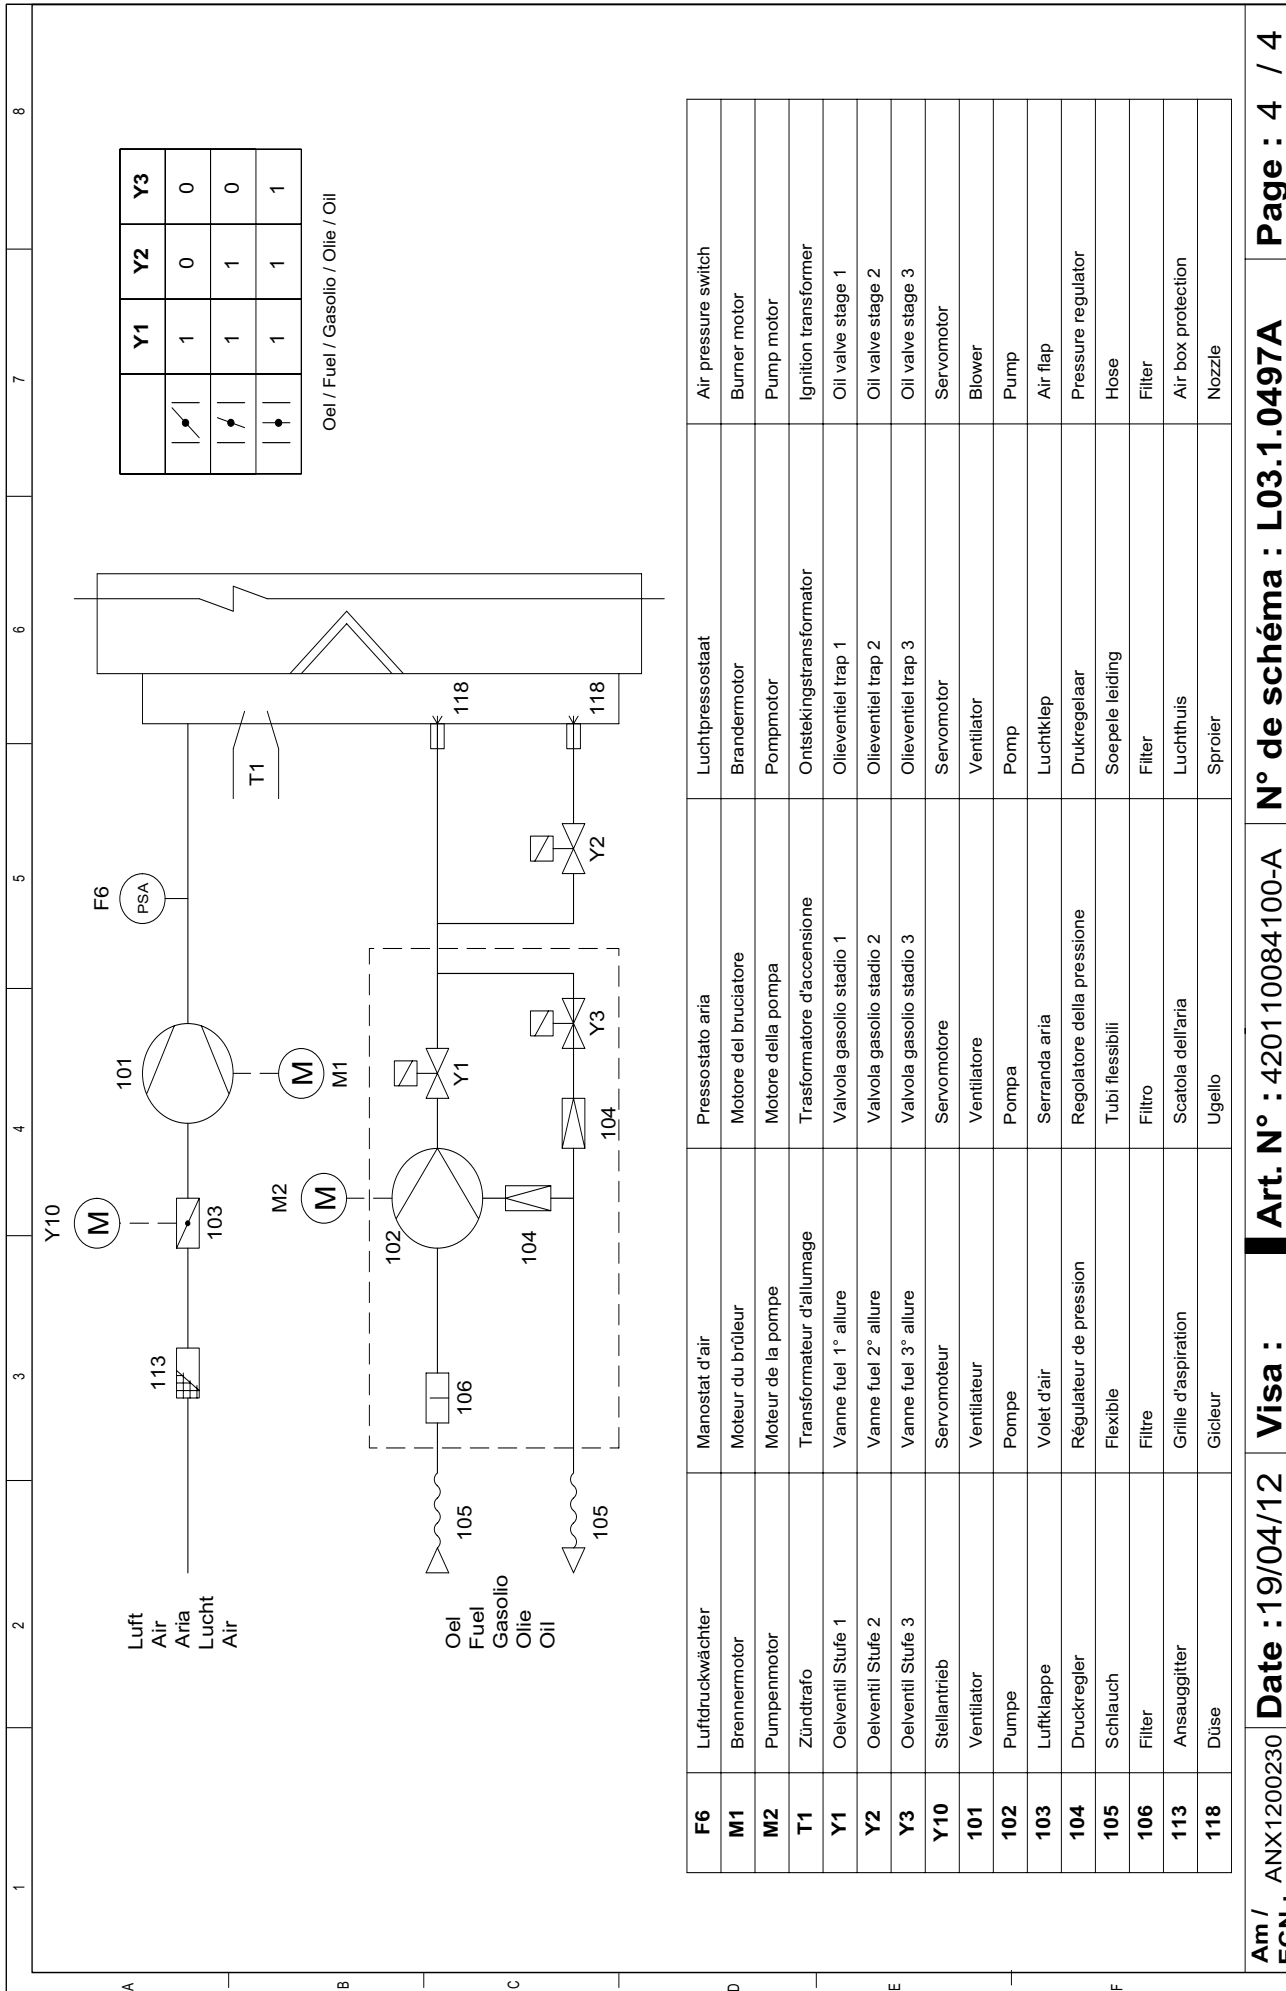 1 2 3 4 5 6 7 8
A
B
C
D
E
F
Luft
Air
Aria
Lucht
Air
113
Y10
M
103
101
M
M1
F6
PSA
T1
Oel
Fuel
Gasolio
Olie
Oil
105
105
106
M2
M
102
104
104
Y1
Y3
Y2
118
118
Y1 Y2 Y3
1 0 0
1 1 0
1 1 1
Oel / Fuel / Gasolio / Olie / Oil
F6 Luftdruckwächter Manostat d'air Pressostato aria Luchtpressostaat Air pressure switch
M1 Brennermotor Moteur du brûleur Motore del bruciatore Brandermotor Burner motor
M2 Pumpenmotor Moteur de la pompe Motore della pompa Pompmotor Pump motor
T1 Zündtrafo Transformateur d'allumage Trasformatore d'accensione Ontstekingstransformator Ignition transformer
Y1 Oelventil Stufe 1 Vanne fuel 1° allure Valvola gasolio stadio 1 Olieventiel trap 1 Oil valve stage 1
Y2 Oelventil Stufe 2 Vanne fuel 2° allure Valvola gasolio stadio 2 Olieventiel trap 2 Oil valve stage 2
Y3 Oelventil Stufe 3 Vanne fuel 3° allure Valvola gasolio stadio 3 Olieventiel trap 3 Oil valve stage 3
Y10 Stellantrieb Servomoteur Servomotore Servomotor Servomotor
101 Ventilator Ventilateur Ventilatore Ventilator Blower
102 Pumpe Pompe Pompa Pomp Pump
103 Luftklappe Volet d'air Serranda aria Luchtklep Air flap
104 Druckregler Régulateur de pression Regolatore della pressione Drukregelaar Pressure regulator
105 Schlauch Flexible Tubi flessibili Soepele leiding Hose
106 Filter Filtre Filtro Filter Filter
113 Ansauggitter Grille d'aspiration Scatola dell'aria Luchthuis Air box protection
118 Düse Gicleur Ugello Sproier Nozzle
Am / ECN : ANX1200230 Date : 19/04/12 Visa : Art. N° : 420110084100-A N° de schéma : L03.1.0497A Page : 4 / 4